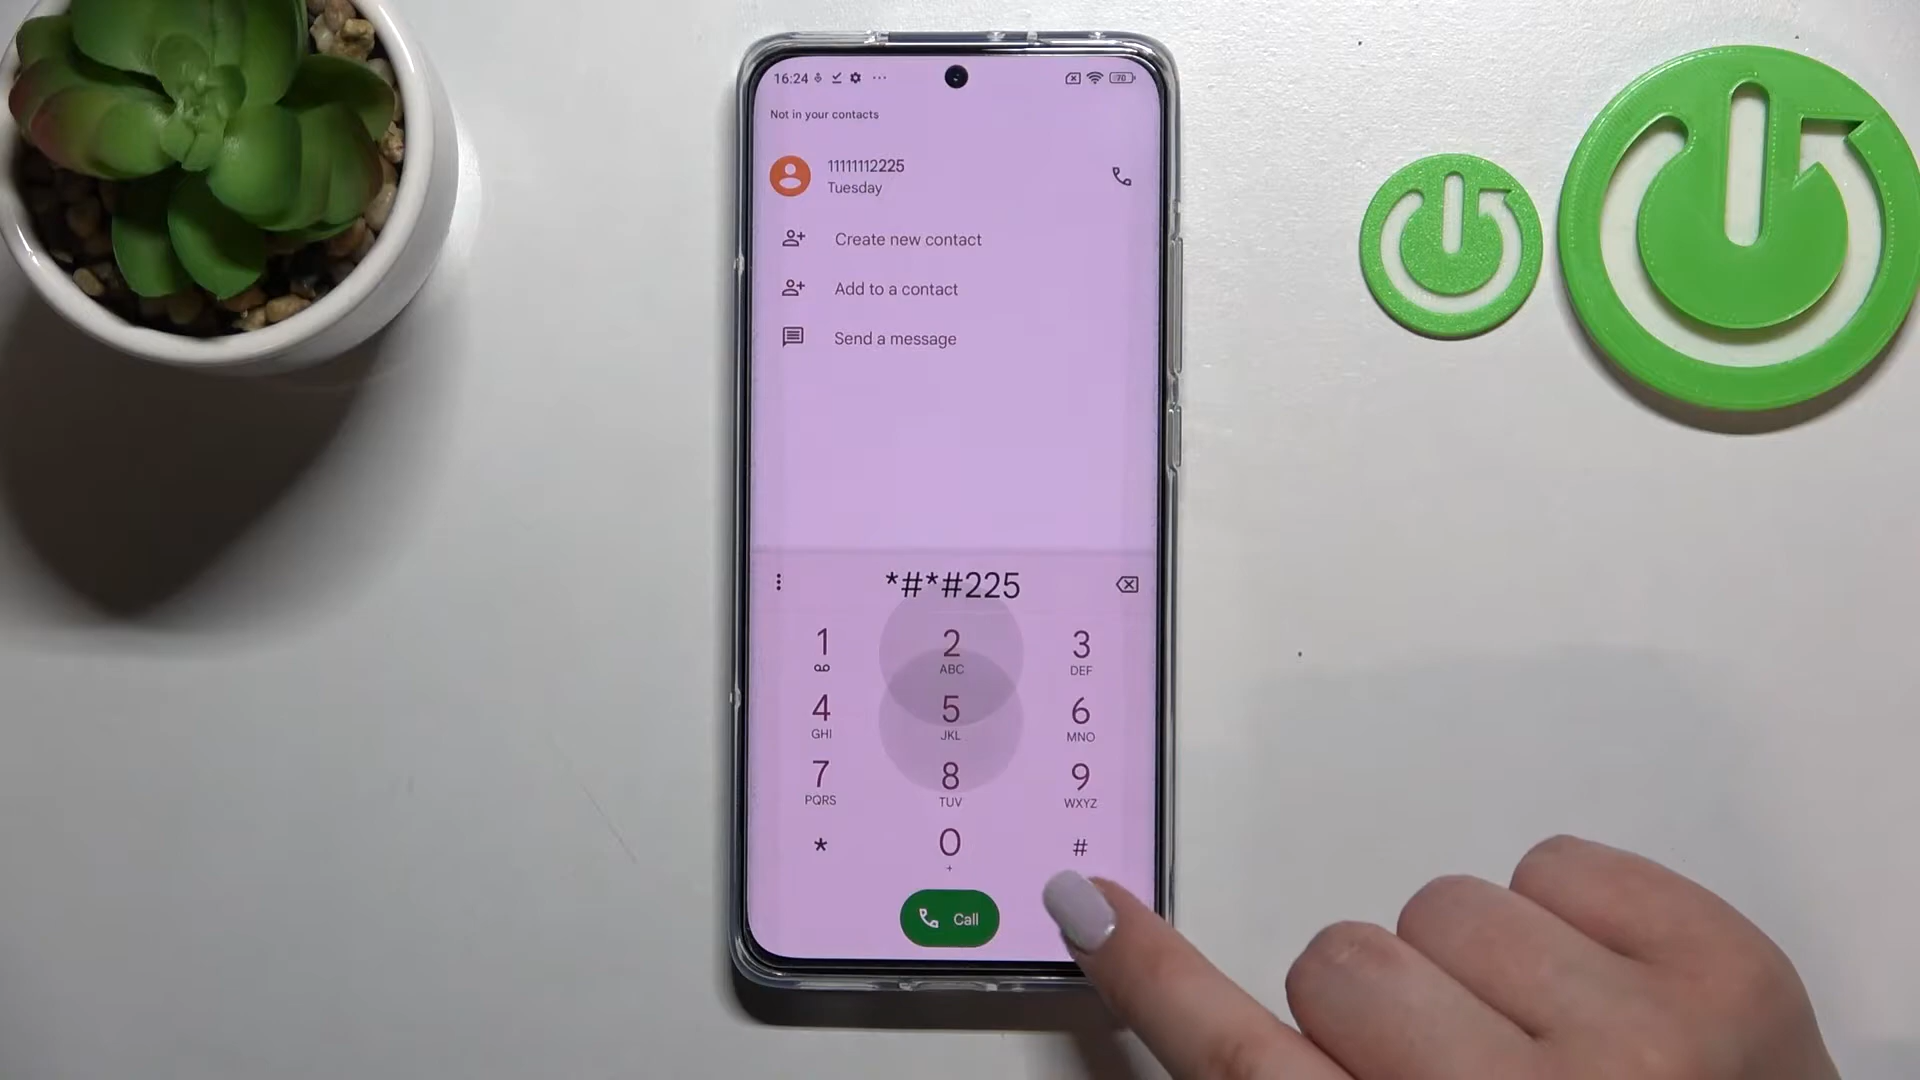 16:24 ... 70
Not in your contacts
11111112225
Tuesday
Create new contact
Add to a contact
Send a message
*#*#225
1 2 3
ABC DEF
4 5 6
GHI JKL MNO
7 8 9
PQRS TUV WXYZ
* 0 #
+
Call